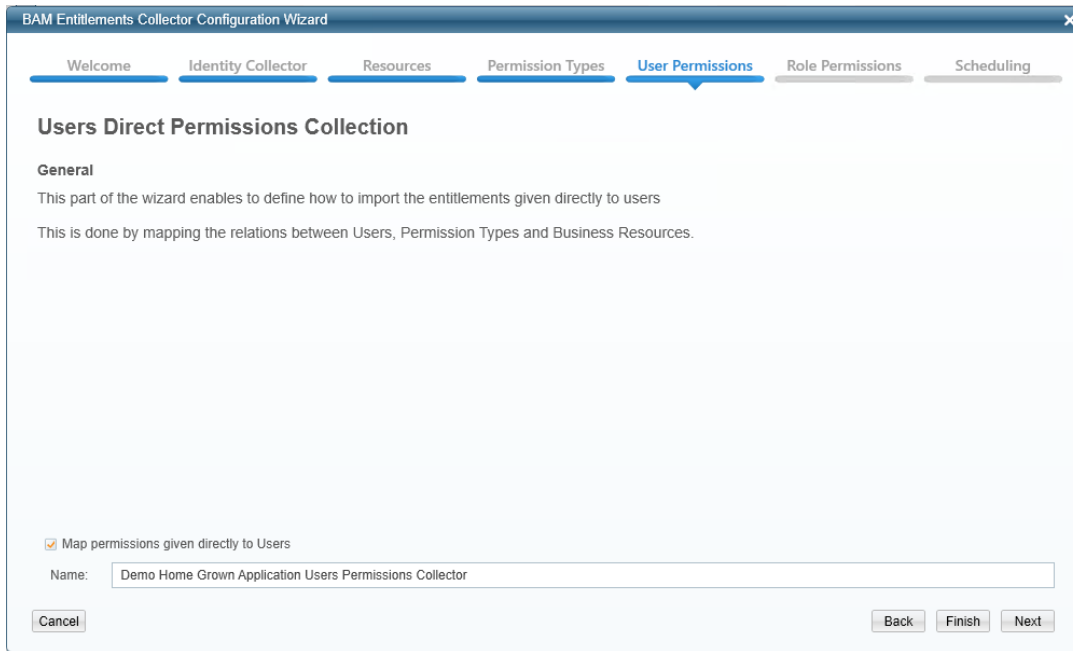 BAM Entitlements Collector Configuration Wizard
Welcome Identity Collector Resources Permission Types User Permissions Role Permissions Scheduling
Users Direct Permissions Collection
General
This part of the wizard enables to define how to import the entitlements given directly to users
This is done by mapping the relations between Users, Permission Types and Business Resources.
Map permissions given directly to Users
Name: Demo Home Grown Application Users Permissions Collector
Cancel Back Finish Next